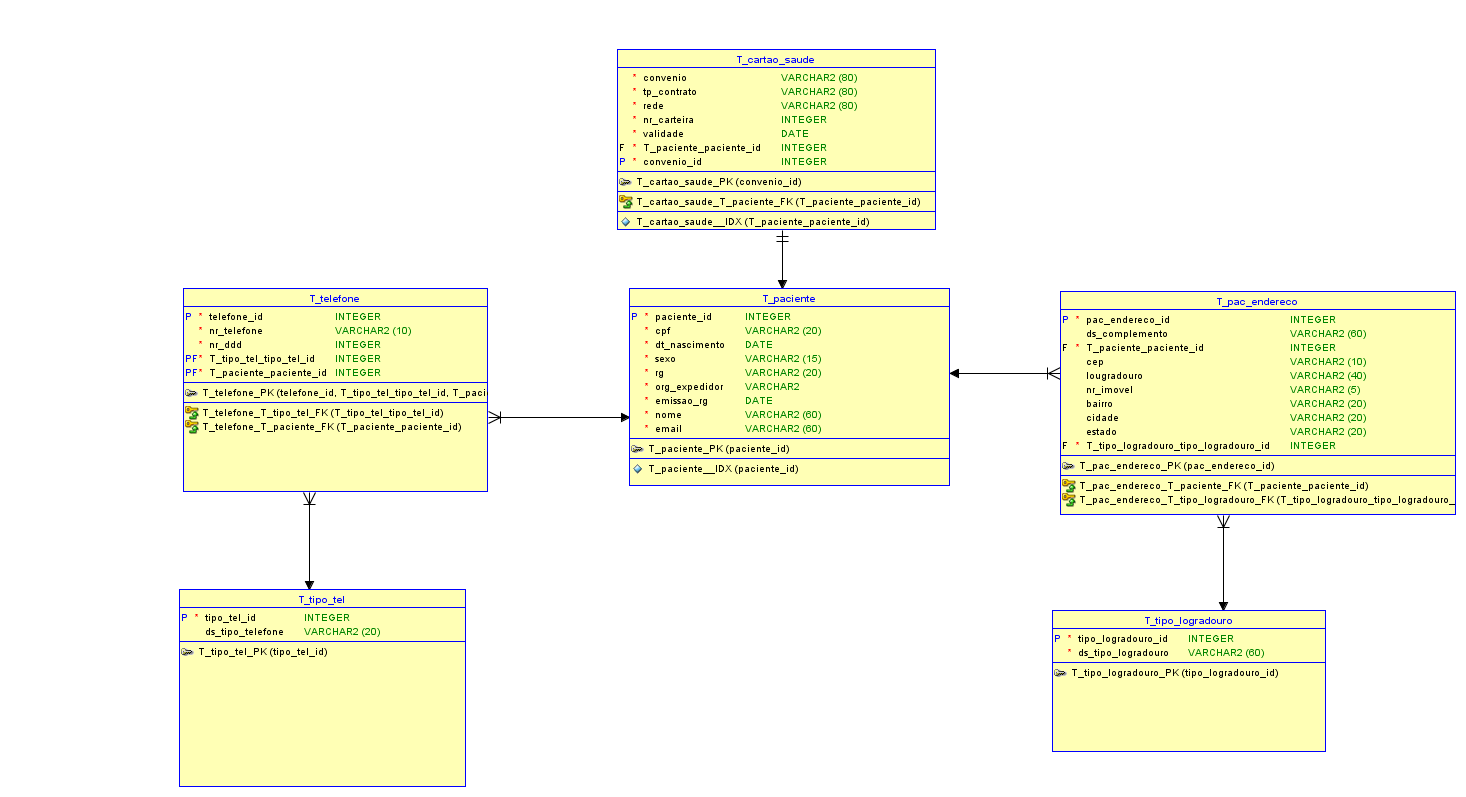 T_cartao_saude
* convenio VARCHAR2 (80)
* tp_contrato VARCHAR2 (80)
* rede VARCHAR2 (80)
* nr_carteira INTEGER
* validade DATE
F * T_paciente_paciente_id INTEGER
P * convenio_id INTEGER
T_cartao_saude_PK (convenio_id)
T_cartao_saude_T_paciente_FK (T_paciente_paciente_id)
T_cartao_saude__IDX (T_paciente_paciente_id)
T_telefone
P * telefone_id INTEGER
* nr_telefone VARCHAR2 (10)
* nr_ddd INTEGER
PF* T_tipo_tel_tipo_tel_id INTEGER
PF* T_paciente_paciente_id INTEGER
T_telefone_PK (telefone_id, T_tipo_tel_tipo_tel_id, T_paci
T_telefone_T_tipo_tel_FK (T_tipo_tel_tipo_tel_id)
T_telefone_T_paciente_FK (T_paciente_paciente_id)
T_paciente
P * paciente_id INTEGER
* cpf VARCHAR2 (20)
* dt_nascimento DATE
* sexo VARCHAR2 (15)
* rg VARCHAR2 (20)
* org_expedidor VARCHAR2
* emissao_rg DATE
* nome VARCHAR2 (60)
* email VARCHAR2 (60)
T_paciente_PK (paciente_id)
T_paciente__IDX (paciente_id)
T_pac_endereco
P * pac_endereco_id INTEGER
ds_complemento VARCHAR2 (60)
F * T_paciente_paciente_id INTEGER
cep VARCHAR2 (10)
lougradouro VARCHAR2 (40)
nr_imovel VARCHAR2 (5)
bairro VARCHAR2 (20)
cidade VARCHAR2 (20)
estado VARCHAR2 (20)
F * T_tipo_logradouro_tipo_logradouro_id INTEGER
T_pac_endereco_PK (pac_endereco_id)
T_pac_endereco_T_paciente_FK (T_paciente_paciente_id)
T_pac_endereco_T_tipo_logradouro_FK (T_tipo_logradouro_tipo_logradouro_
T_tipo_tel
P * tipo_tel_id INTEGER
ds_tipo_telefone VARCHAR2 (20)
T_tipo_tel_PK (tipo_tel_id)
T_tipo_logradouro
P * tipo_logradouro_id INTEGER
* ds_tipo_logradouro VARCHAR2 (60)
T_tipo_logradouro_PK (tipo_logradouro_id)